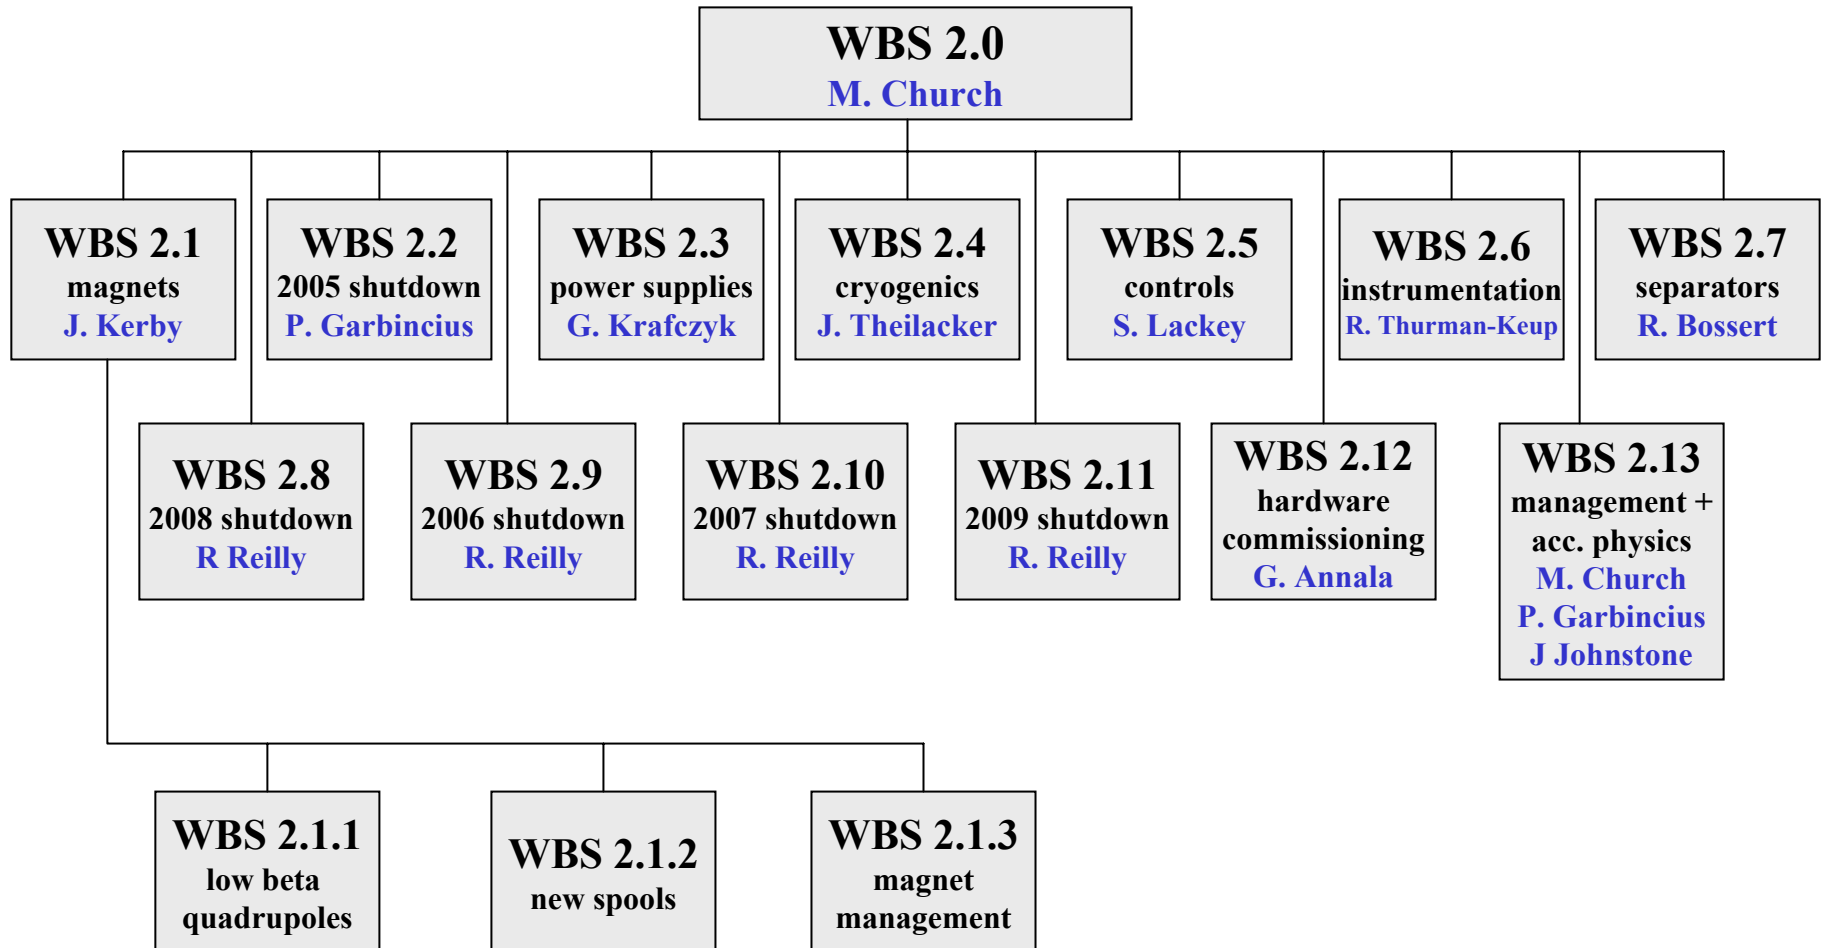 WBS 2.0
M. Church
WBS 2.1
magnets
J. Kerby
WBS 2.2
2005 shutdown
P. Garbincius
WBS 2.3
power supplies
G. Krafczyk
WBS 2.4
cryogenics
J. Theilacker
WBS 2.5
controls
S. Lackey
WBS 2.6
instrumentation
R. Thurman-Keup
WBS 2.7
separators
R. Bossert
WBS 2.8
2008 shutdown
R Reilly
WBS 2.9
2006 shutdown
R. Reilly
WBS 2.10
2007 shutdown
R. Reilly
WBS 2.11
2009 shutdown
R. Reilly
WBS 2.12
hardware
commissioning
G. Annala
WBS 2.13
management +
acc. physics
M. Church
P. Garbincius
J Johnstone
WBS 2.1.1
low beta
quadrupoles
WBS 2.1.2
new spools
WBS 2.1.3
magnet
management